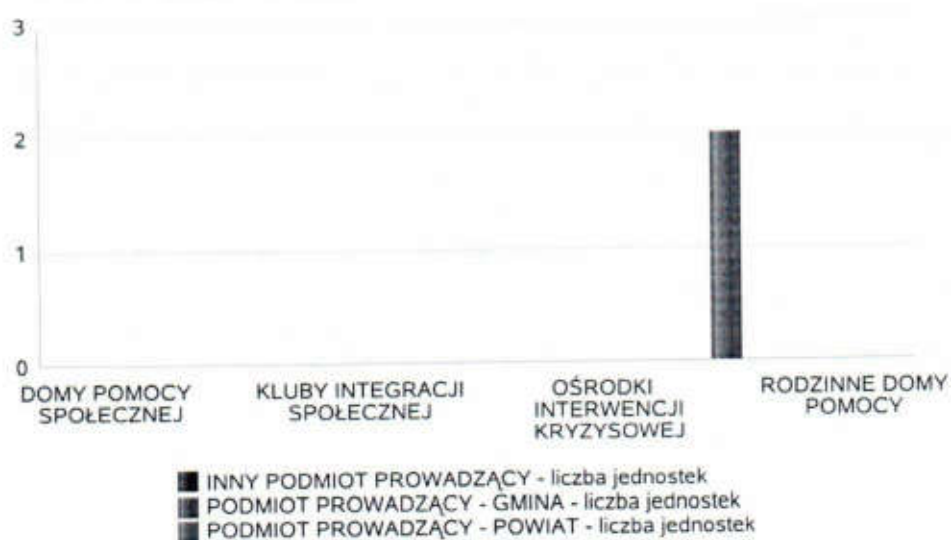 3
2
1
0
DOMY POMOCY
SPOŁECZNEJ
KLUBY INTEGRACJI
SPOŁECZNEJ
OŚRODKI
INTERWENCJI
KRYZYSOWEJ
RODZINNE DOMY
POMOCY
INNY PODMIOT PROWADZĄCY - liczba jednostek
PODMIOT PROWADZĄCY - GMINA - liczba jednostek
PODMIOT PROWADZĄCY - POWIAT - liczba jednostek